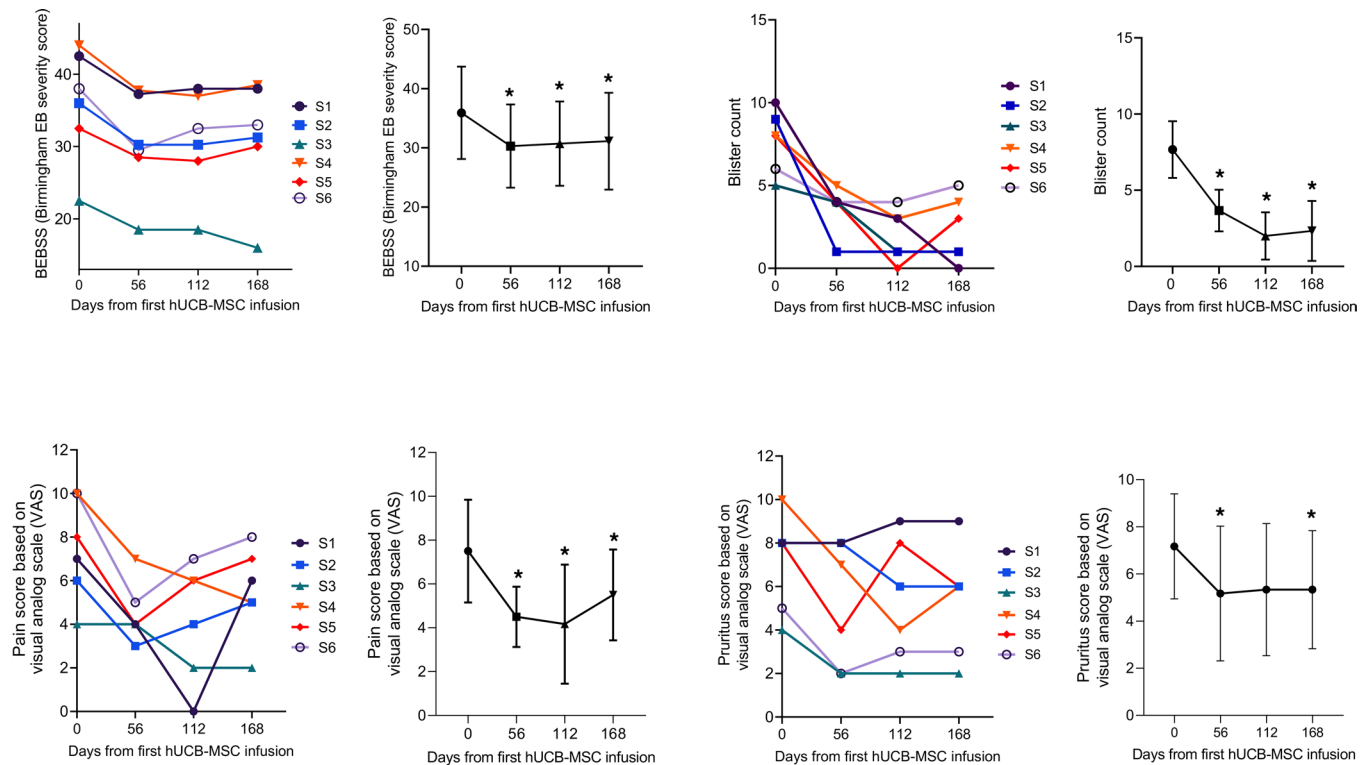 BEBSS (Birmingham EB severity score)
40
30
20
0
56
112
168
Days from first hUCB-MSC infusion
S1
S2
S3
S4
S5
S6
BEBSS (Birmingham EB severity score)
50
40
30
20
10
* * *
0
56
112
168
Days from first hUCB-MSC infusion
Blister count
15
10
5
0
0
56
112
168
Days from first hUCB-MSC infusion
S1
S2
S3
S4
S5
S6
Blister count
15
10
5
0
* * *
0
56
112
168
Days from first hUCB-MSC infusion
Pain score based on
visual analog scale (VAS)
12
10
8
6
4
2
0
0
56
112
168
Days from first hUCB-MSC infusion
S1
S2
S3
S4
S5
S6
Pain score based on
visual analog scale (VAS)
12
10
8
6
4
2
0
* * *
0
56
112
168
Days from first hUCB-MSC infusion
Pruritus score based on
visual analog scale (VAS)
12
10
8
6
4
2
0
0
56
112
168
Days from first hUCB-MSC infusion
S1
S2
S3
S4
S5
S6
Pruritus score based on
visual analog scale (VAS)
10
8
6
4
2
0
* *
0
56
112
168
Days from first hUCB-MSC infusion